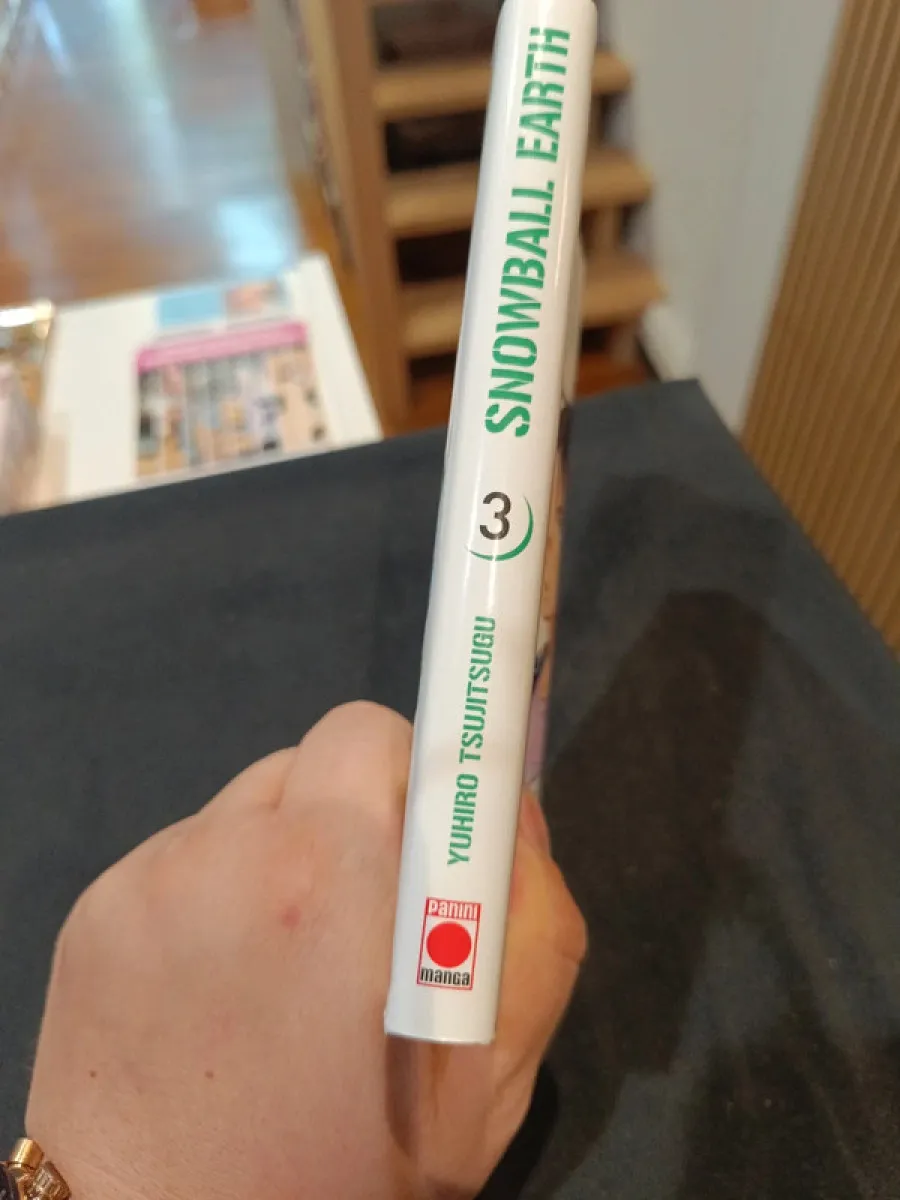 SNOWBALL EARTH
3
YUHIRO TSUJITSUGU
PANINI
manga